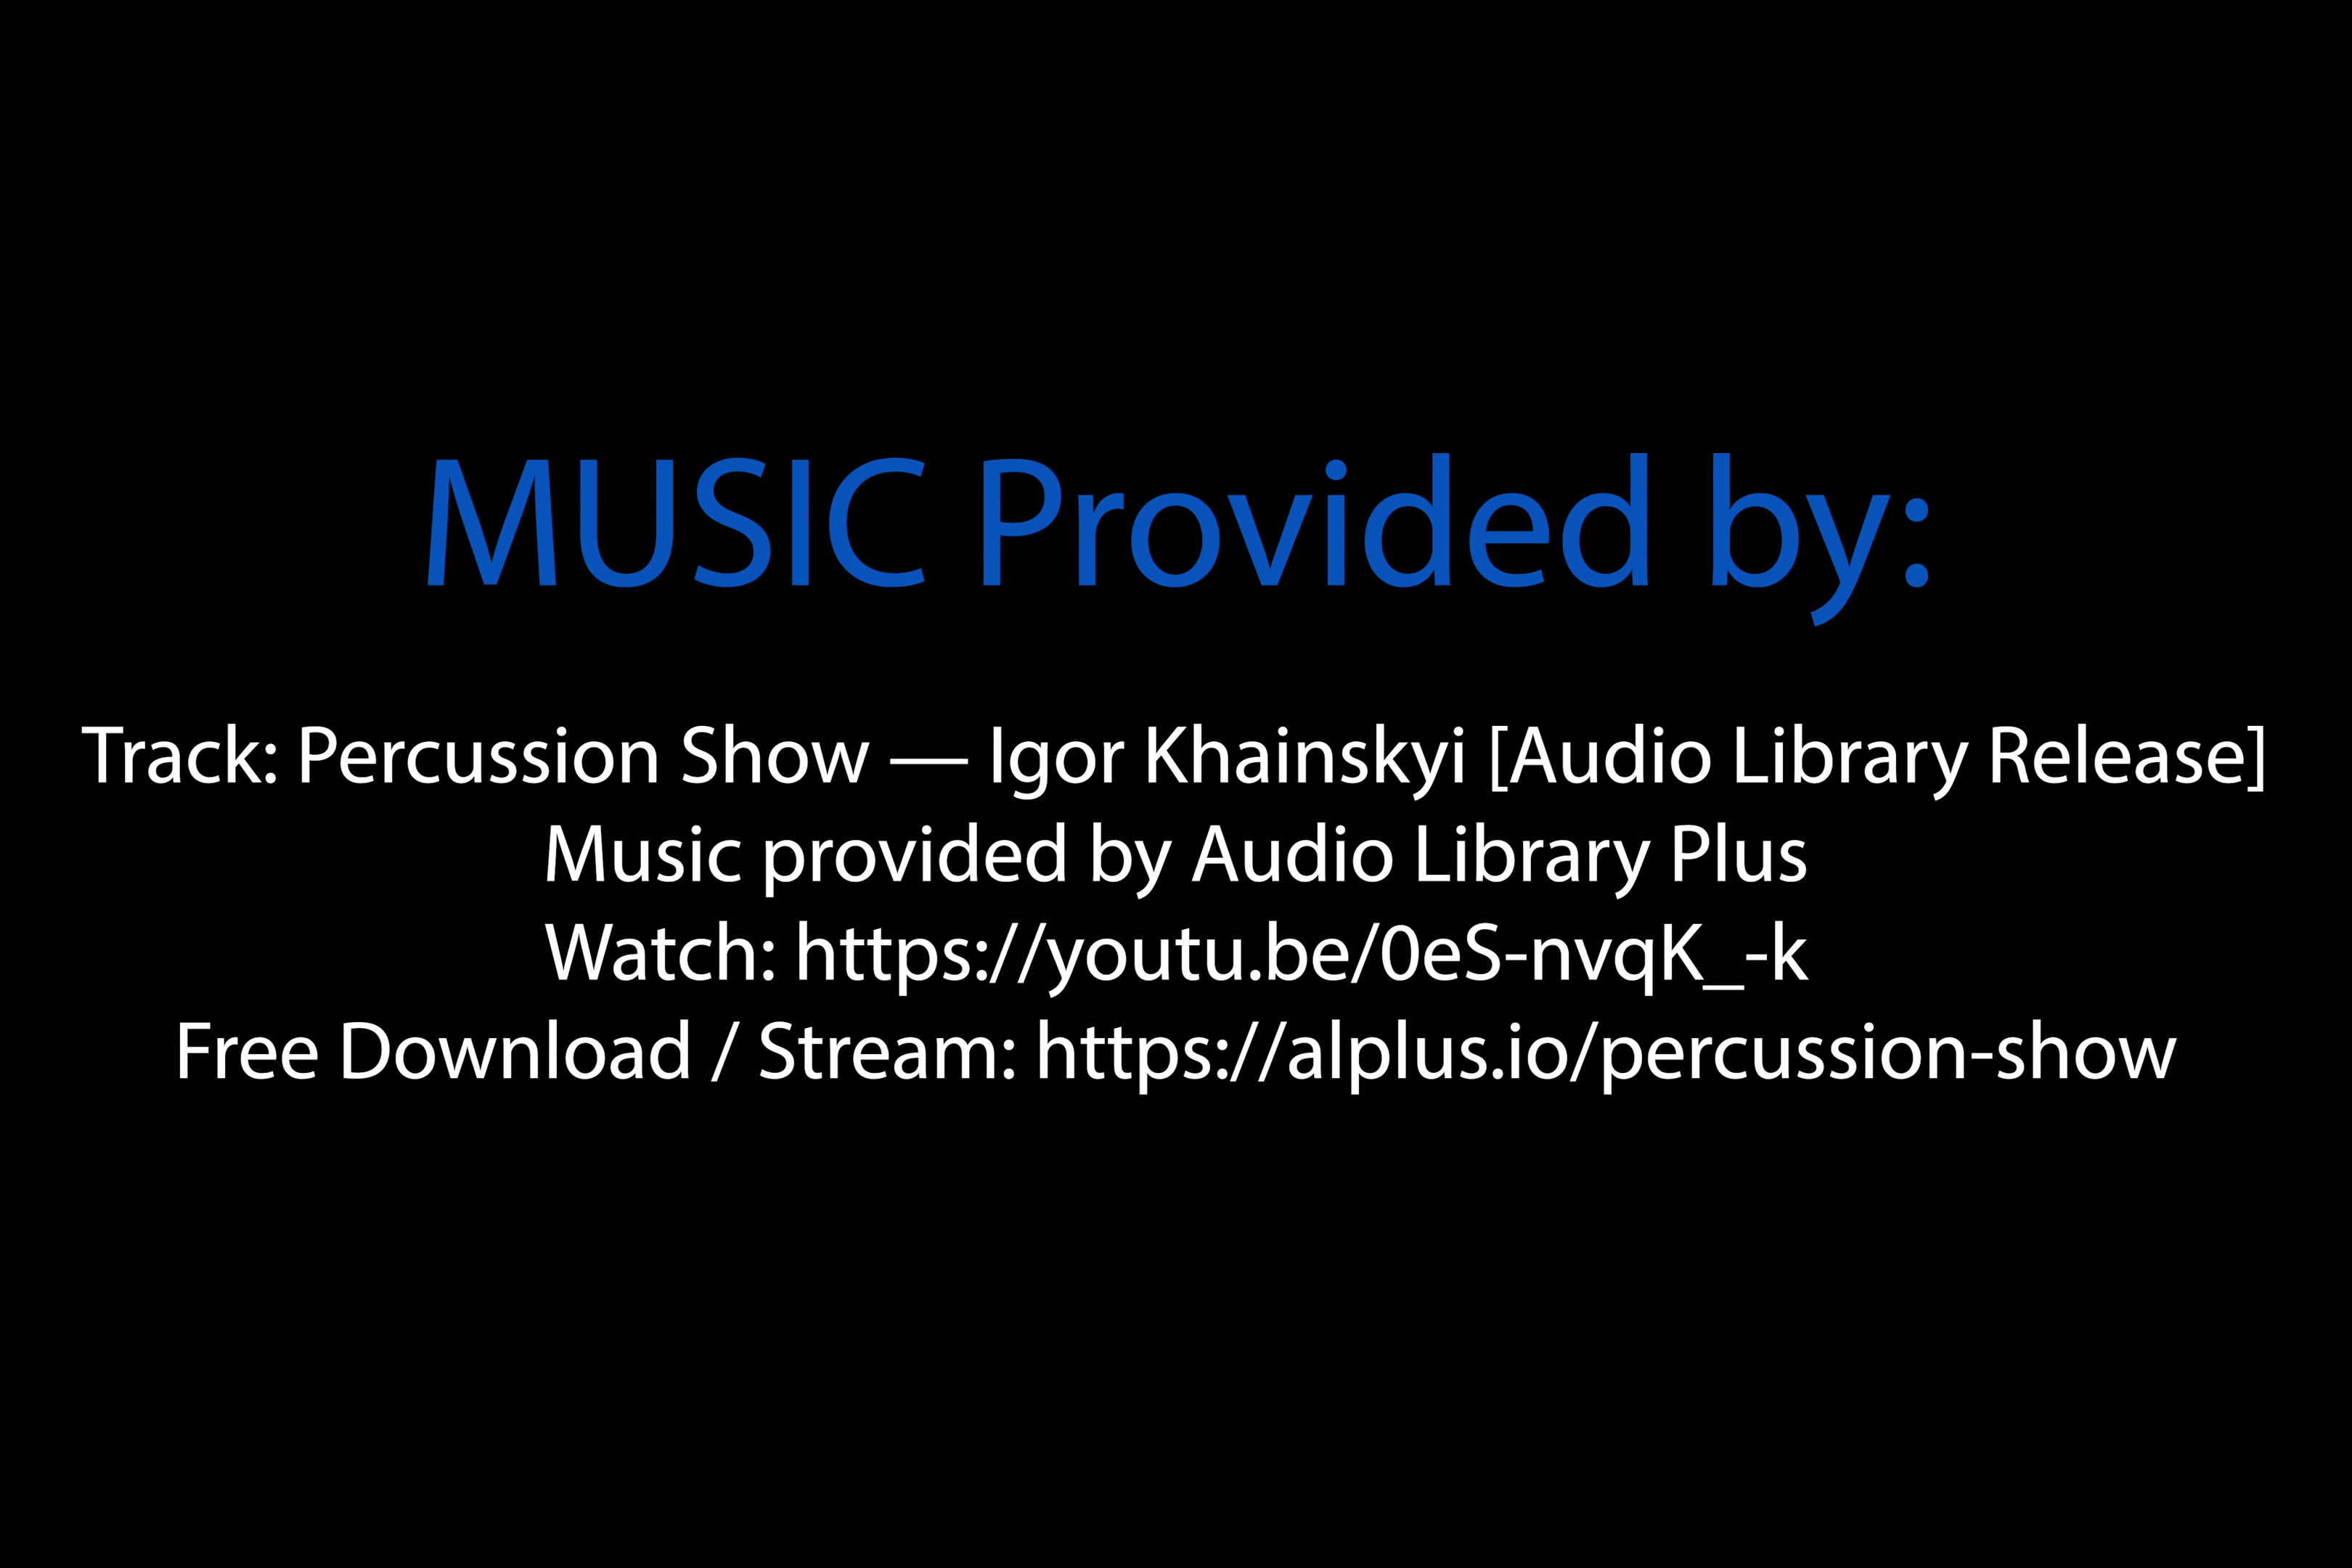 MUSIC Provided by:
Track: Percussion Show — Igor Khainskyi [Audio Library Release]
Music provided by Audio Library Plus
Watch: https://youtu.be/0eS-nvqK_-k
Free Download / Stream: https://alplus.io/percussion-show